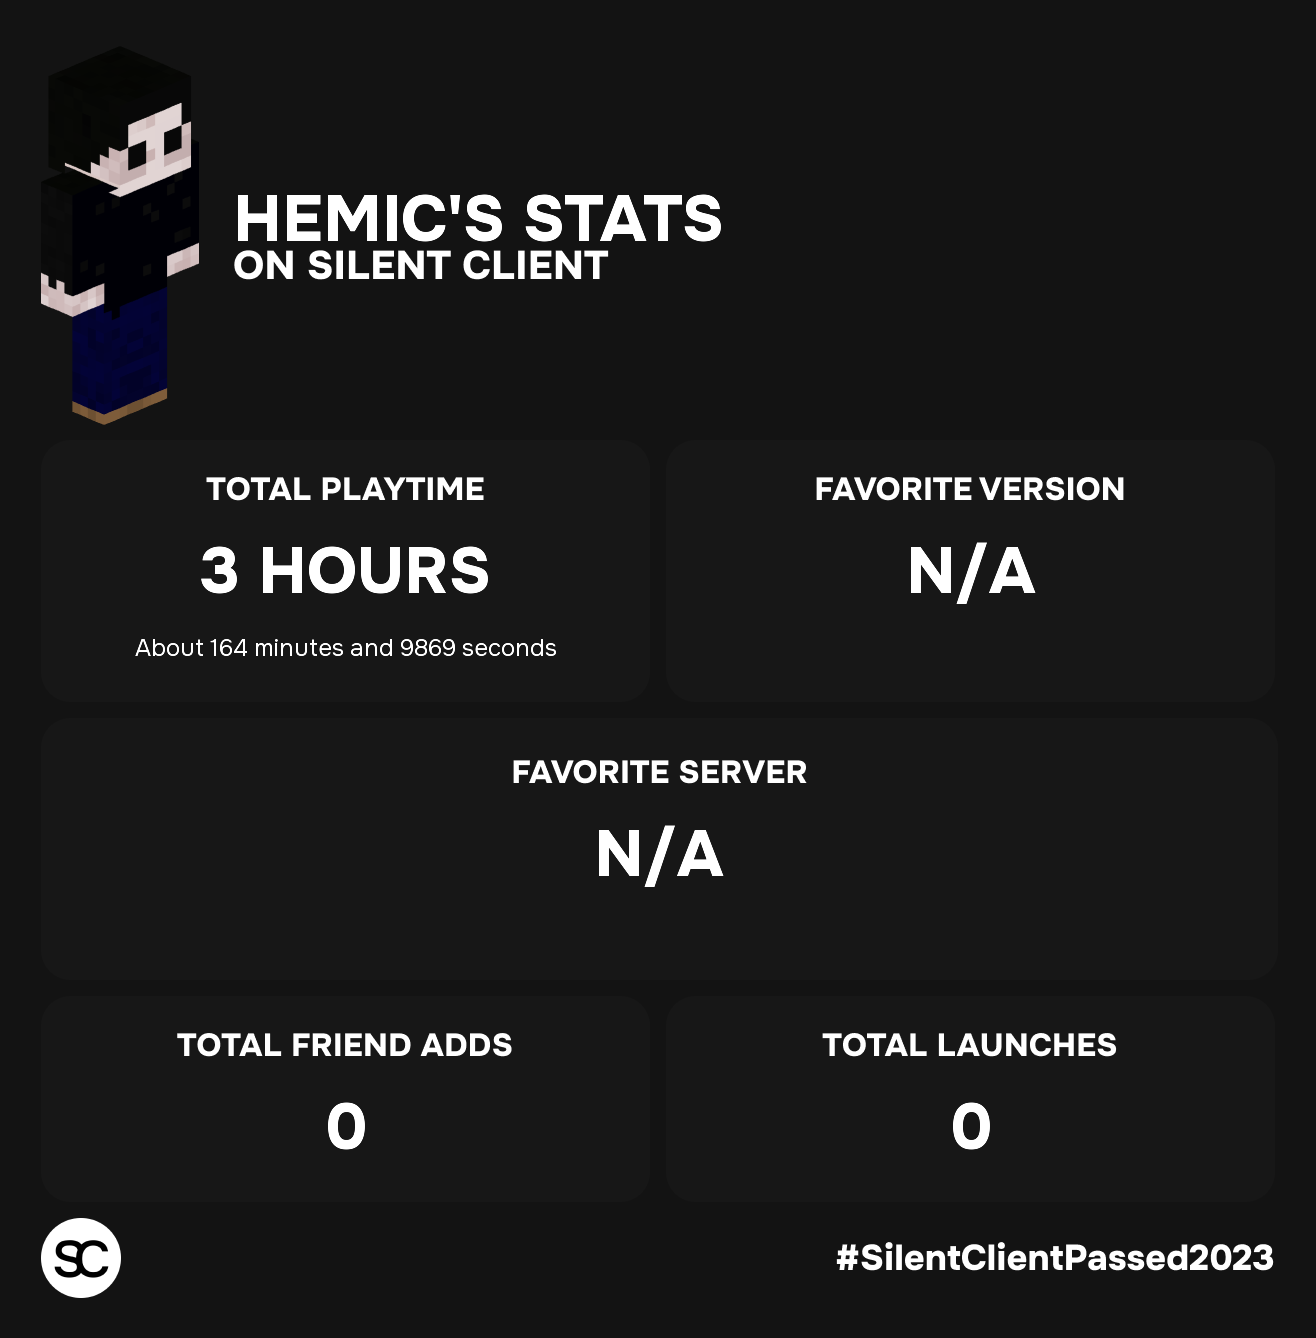 HEMIC'S STATS
ON SILENT CLIENT
TOTAL PLAYTIME
3 HOURS
About 164 minutes and 9869 seconds
FAVORITE VERSION
N/A
FAVORITE SERVER
N/A
TOTAL FRIEND ADDS
0
TOTAL LAUNCHES
0
SC
#SilentClientPassed2023